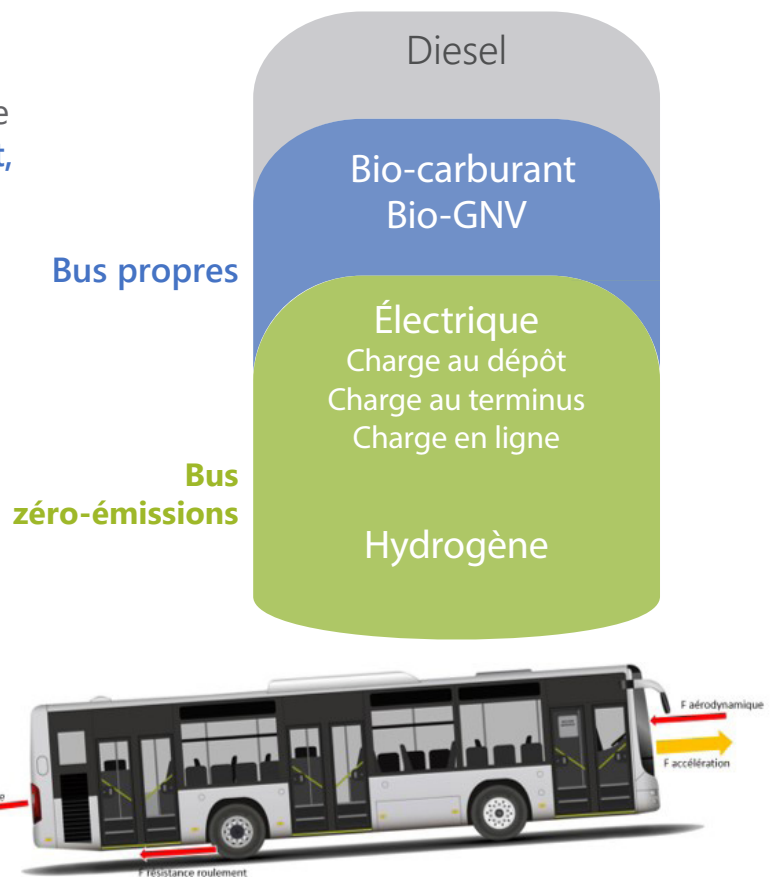 Diesel
e
t,
Bio-carburant
Bio-GNV
Bus propres
Électrique
Charge au dépôt
Charge au terminus
Charge en ligne
Bus
zéro-émissions
Hydrogène
F aérodynamique
F accélération
e
F résistance roulement